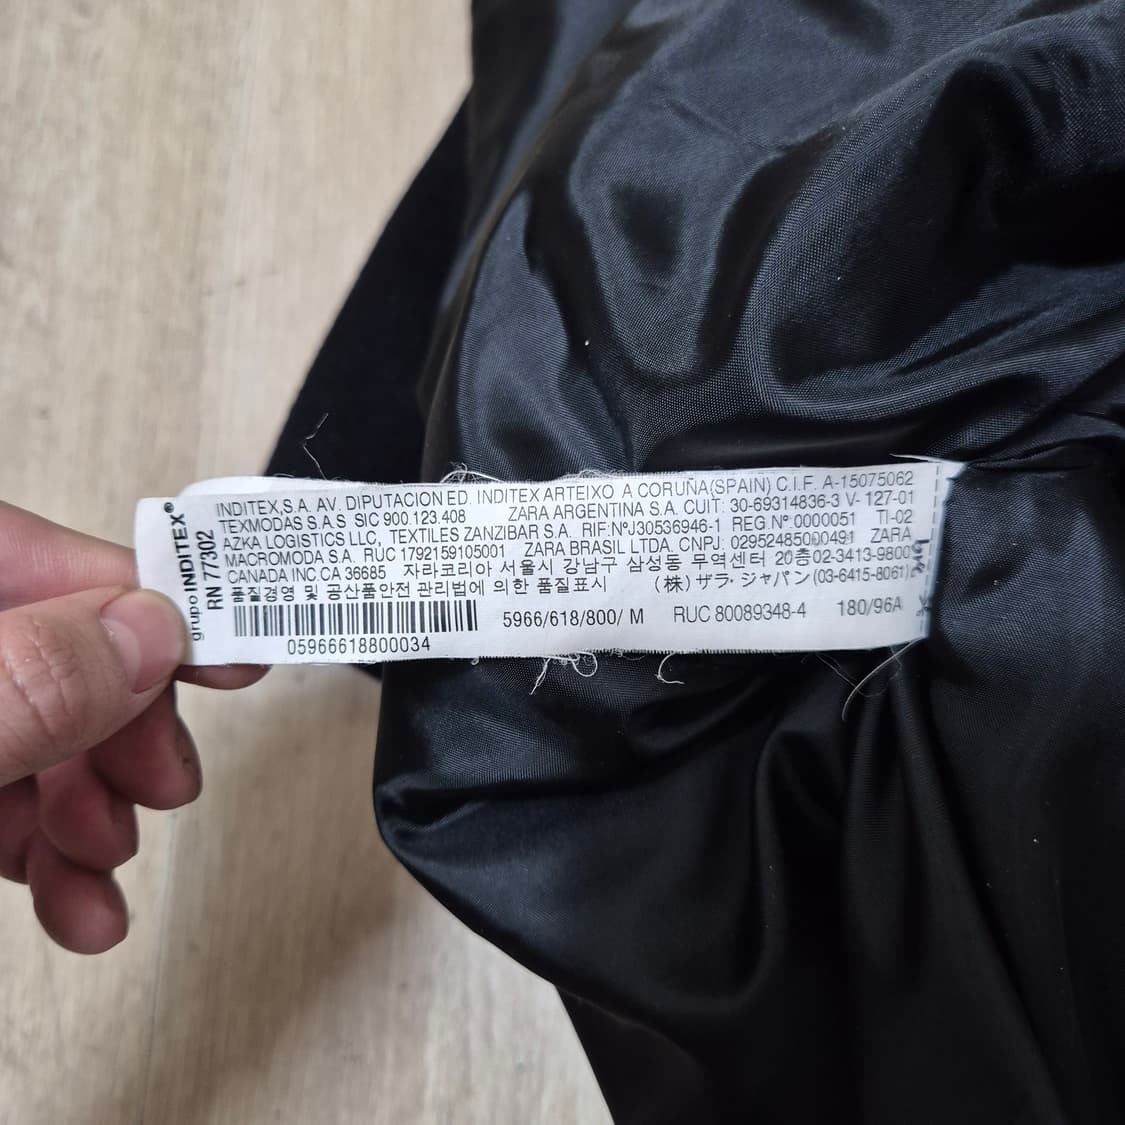 grupo INDITEX®
RN 77302
INDITEX,S.A. AV. DIPUTACION ED. INDITEX ARTEIXO A CORUÑA(SPAIN) C.I.F. A-15075062
TEXMODAS S.A.S SIC 900.123.408 ZARA ARGENTINA S.A. CUIT: 30-69314836-3 V- 127-01
AZKA LOGISTICS LLC, TEXTILES ZANZIBAR S.A. RIF:NºJ30536946-1 REG.Nº:0000051 TI-02
MACROMODA S.A. RUC 1792159105001 ZARA BRASIL LTDA. CNPJ: 02952485000491 ZARA
CANADA INC.CA 36685 자라코리아 서울시 강남구 삼성동 무역센터 20층02-3413-9800
품질경영 및 공산품안전 관리법에 의한 품질표시 (株) ザラ・ジャパン (03-6415-8061)
5966/618/800/ M RUC 80089348-4 180/96A
05966618800034